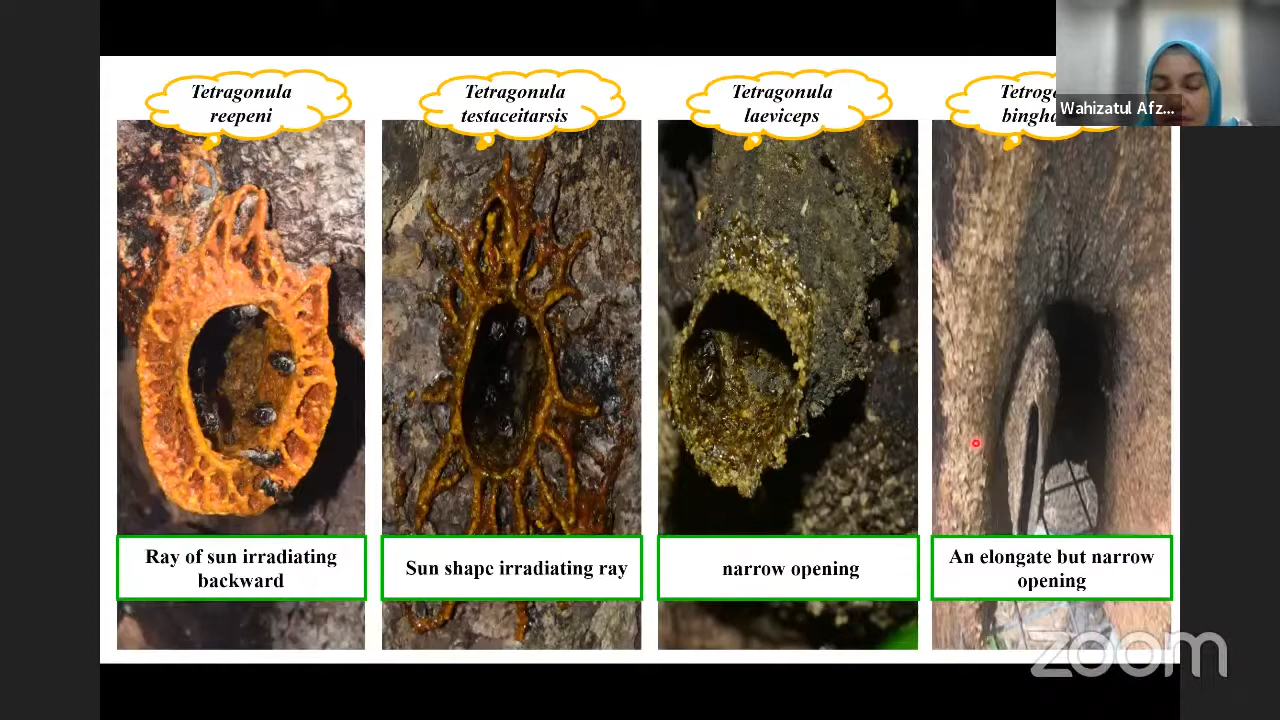 Tetragonula
reepeni
Tetragonula
testaceitarsis
Tetragonula
laeviceps
Wahizatul Afz...
Ray of sun irradiating
backward
Sun shape irradiating ray
narrow opening
An elongate but narrow
opening
zoom